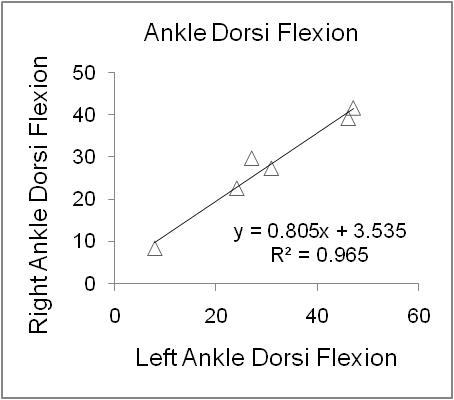 Ankle Dorsi Flexion
Right Ankle Dorsi Flexion
50
40
30
20
10
0
y = 0.805x + 3.535
R² = 0.965
0 20 40 60
Left Ankle Dorsi Flexion